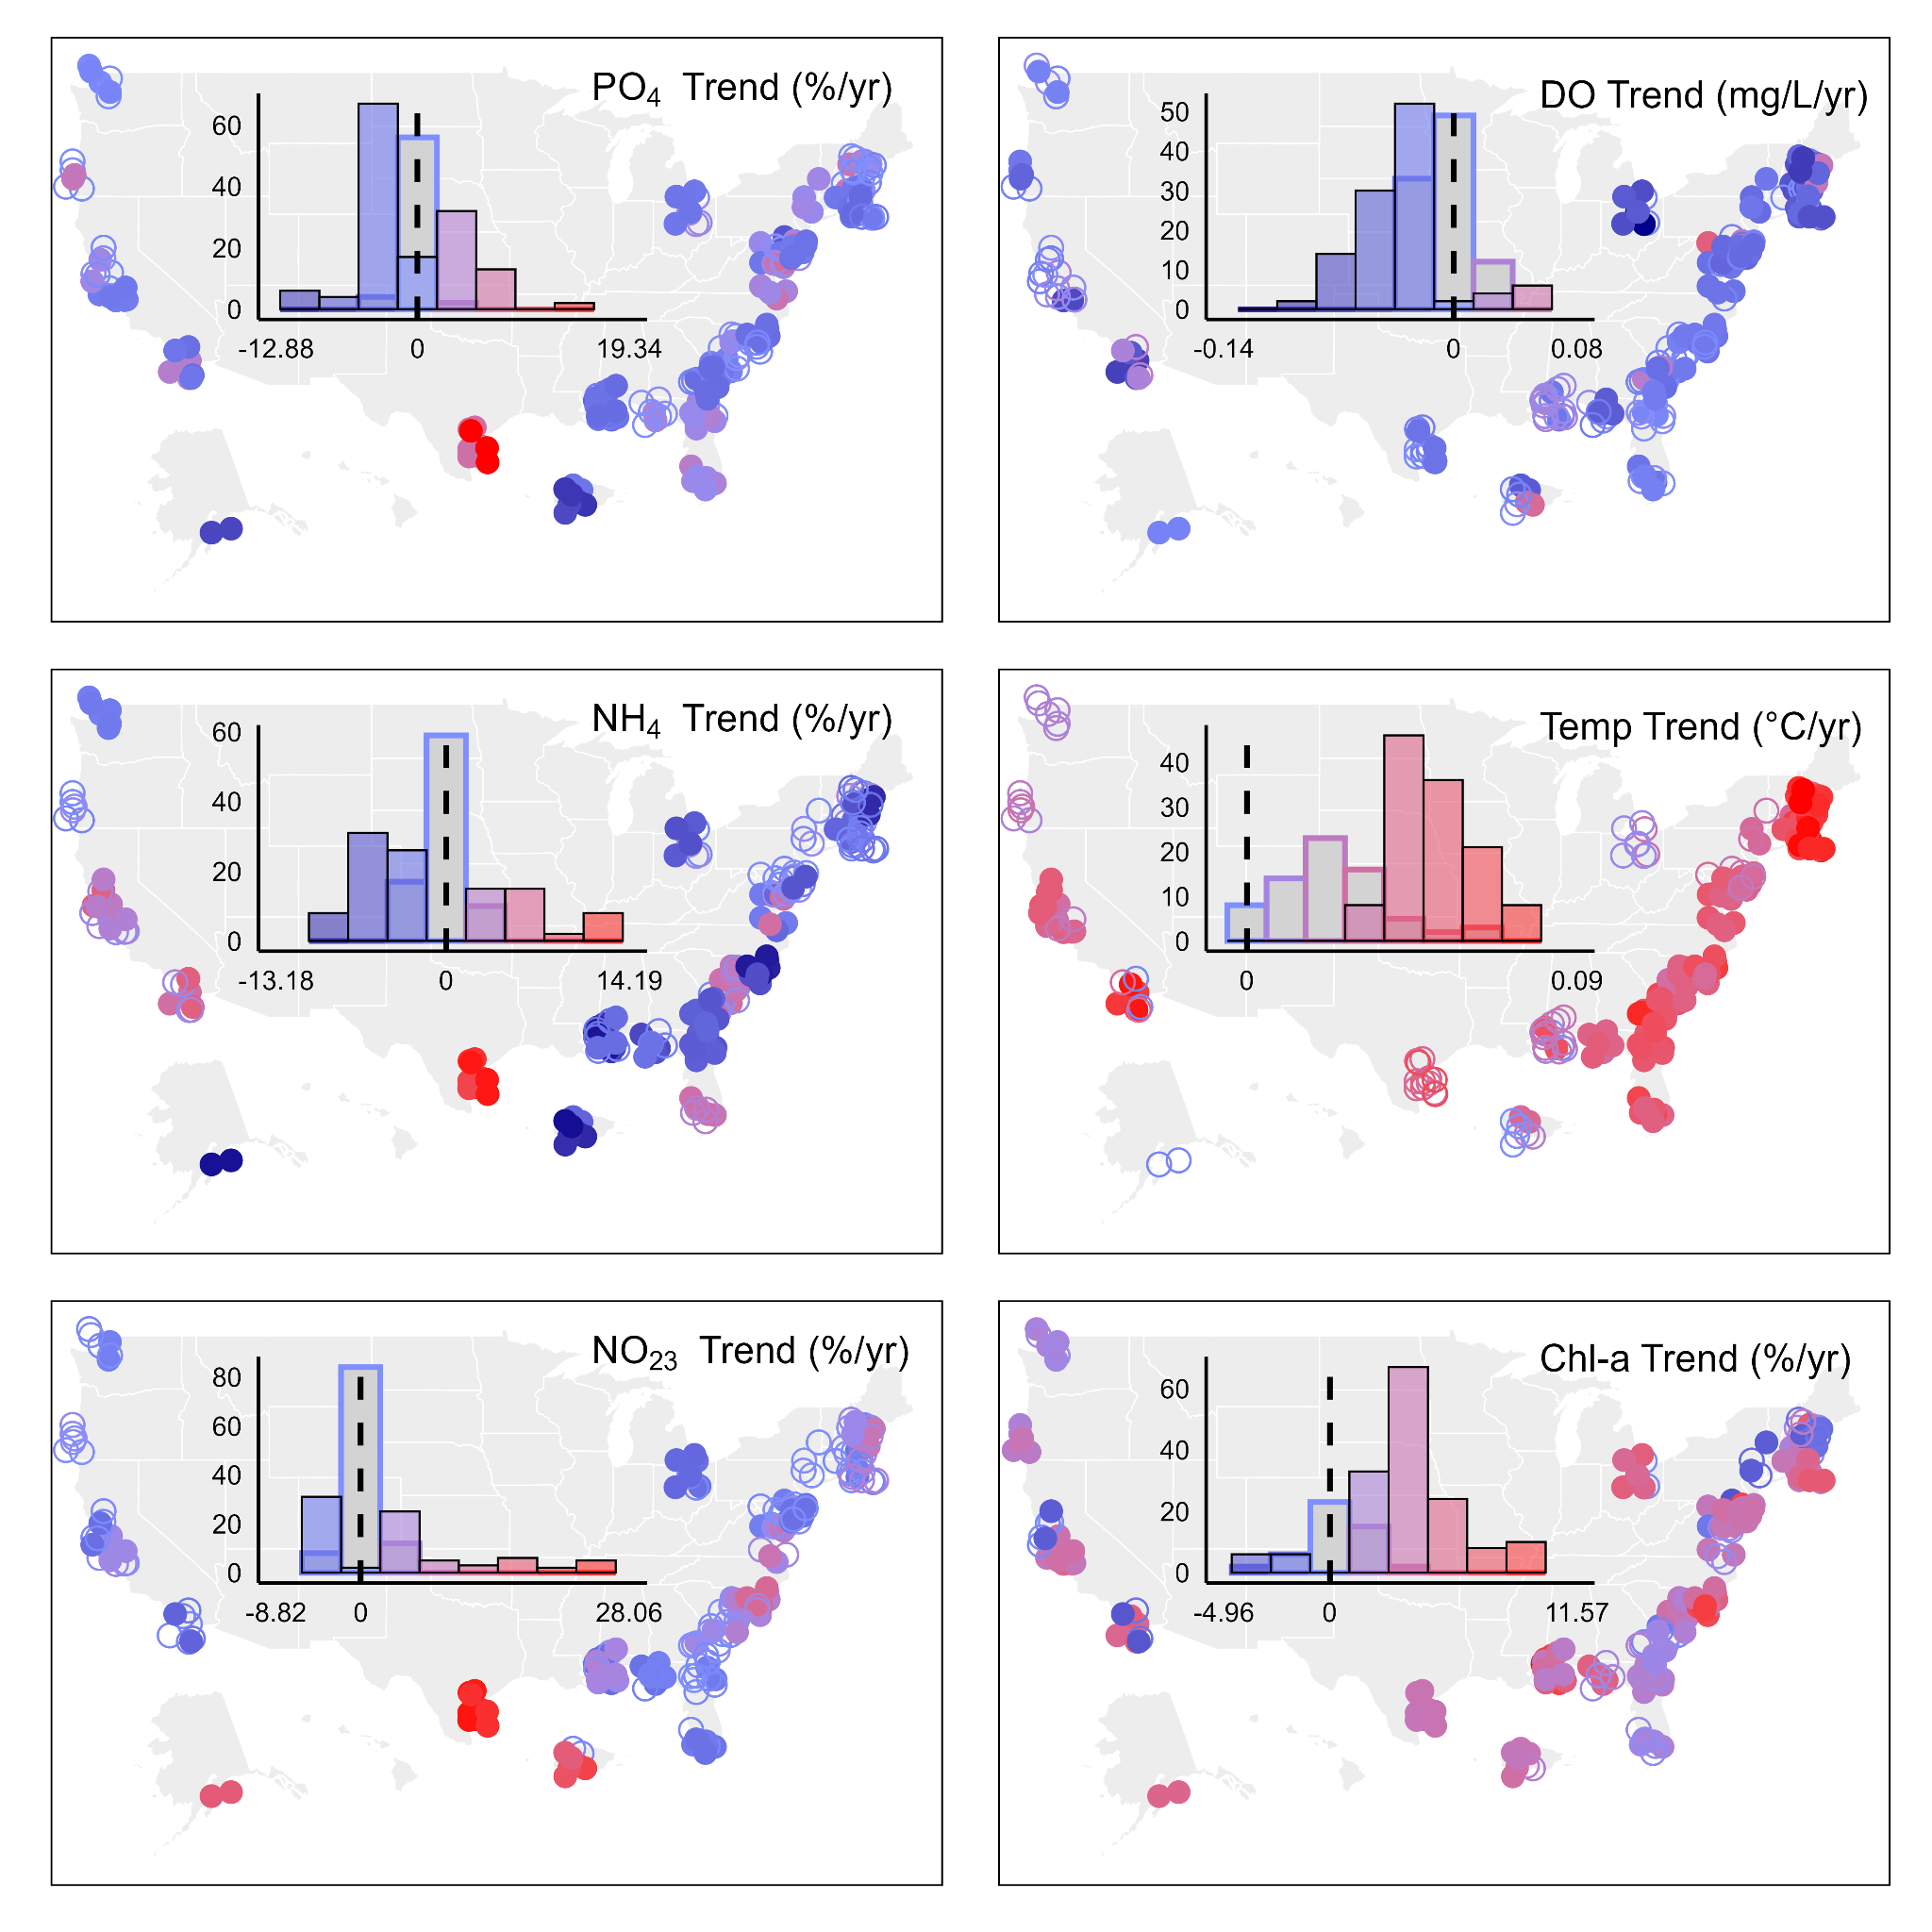 PO4 Trend (%/yr)
60
40
20
0
-12.88 0 19.34
DO Trend (mg/L/yr)
50
40
30
20
10
0
-0.14 0 0.08
NH4 Trend (%/yr)
60
40
20
0
-13.18 0 14.19
Temp Trend (°C/yr)
40
30
20
10
0
0 0.09
NO23 Trend (%/yr)
80
60
40
20
0
-8.82 0 28.06
Chl-a Trend (%/yr)
60
40
20
0
-4.96 0 11.57